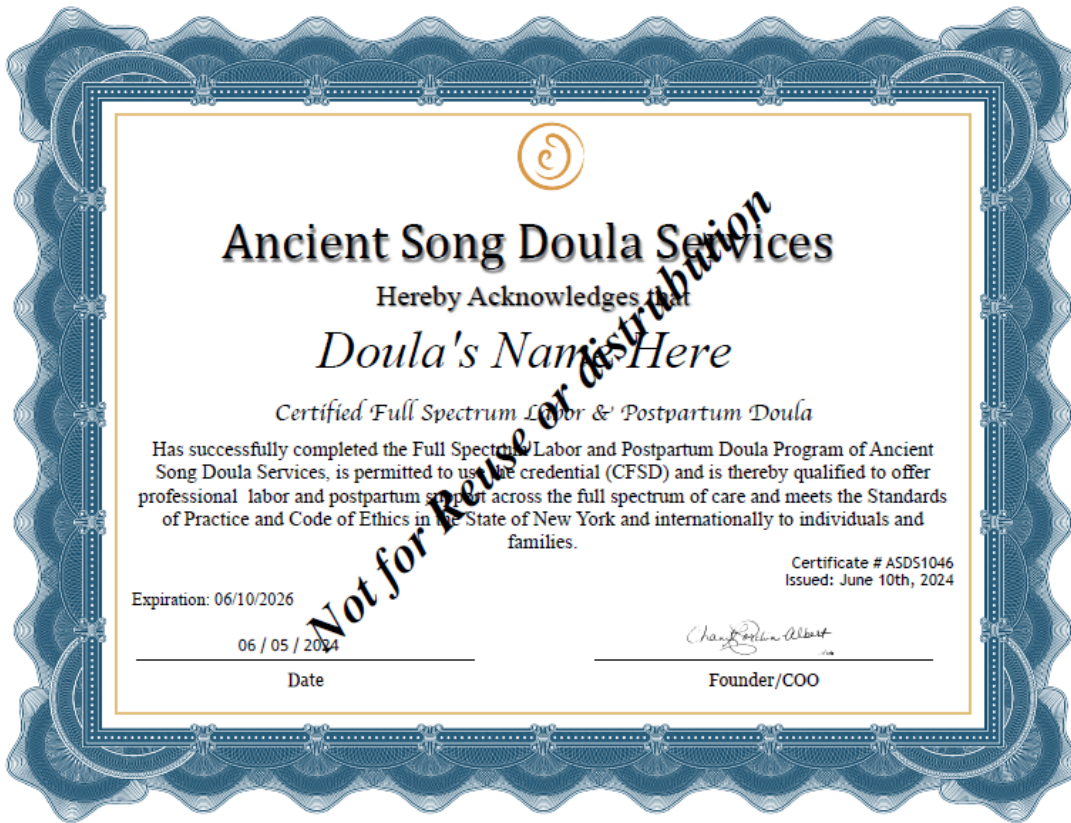 Ancient Song Doula Services
Hereby Acknowledges that
Doula's Name Here
Certified Full Spectrum Labor & Postpartum Doula
Has successfully completed the Full Spectrum Labor and Postpartum Doula Program of Ancient
Song Doula Services, is permitted to use the credential (CFSD) and is thereby qualified to offer
professional labor and postpartum support across the full spectrum of care and meets the Standards
of Practice and Code of Ethics in the State of New York and internationally to individuals and
families.
Certificate # ASDS1046
Issued: June 10th, 2024
Expiration: 06/10/2026
06 / 05 / 2024
Date
Founder/COO
Not for Reuse or distrubution